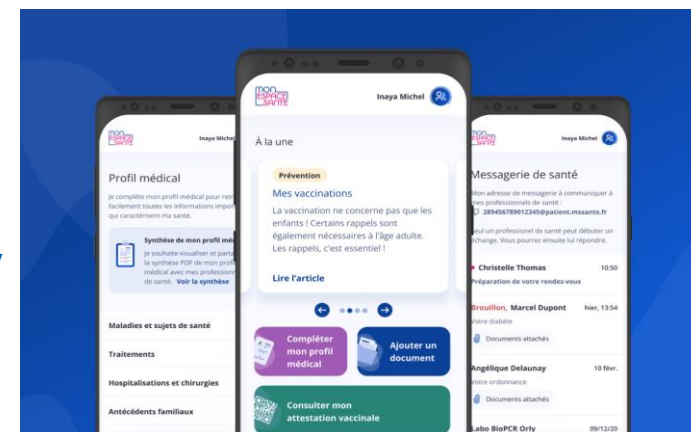 mon
ESPACE
SANTÉ
Inaya Michel
Profil médical
Je complète mon profil médical pour
facilement toutes les informations
qui caractérisent ma santé.
Synthèse de mon profil
Je souhaite visualiser et
la synthèse PDF de mon
médical avec mes
de santé. Voir la synthèse
Maladies et sujets de santé
Traitements
Hospitalisations et chirurgies
Antécédents familiaux
mon
ESPACE
SANTÉ
Inaya Michel
À la une
Prévention
Mes vaccinations
La vaccination ne concerne pas que les
enfants ! Certains rappels sont
également nécessaires à l'âge adulte.
Les rappels, c'est essentiel !
Lire l'article
Compléter
mon profil
médical
Ajouter un
document
Consulter mon
attestation vaccinale
mon
ESPACE
SANTÉ
Inaya Michel
Messagerie de santé
Mon adresse de messagerie à communiquer à
mes professionnels de santé :
289456789012345@patient.mssante.fr
Seul un professionel de santé peut débuter un
échange. Vous pourrez ensuite lui répondre.
Christelle Thomas 10:50
Préparation de votre rendez-vous
Brouillon, Marcel Dupont hier, 13:54
Votre diabète
Documents attachés
Angélique Delaunay 10 févr.
Votre ordonnance
Documents attachés
Labo BioPCR Orly 09/12/20